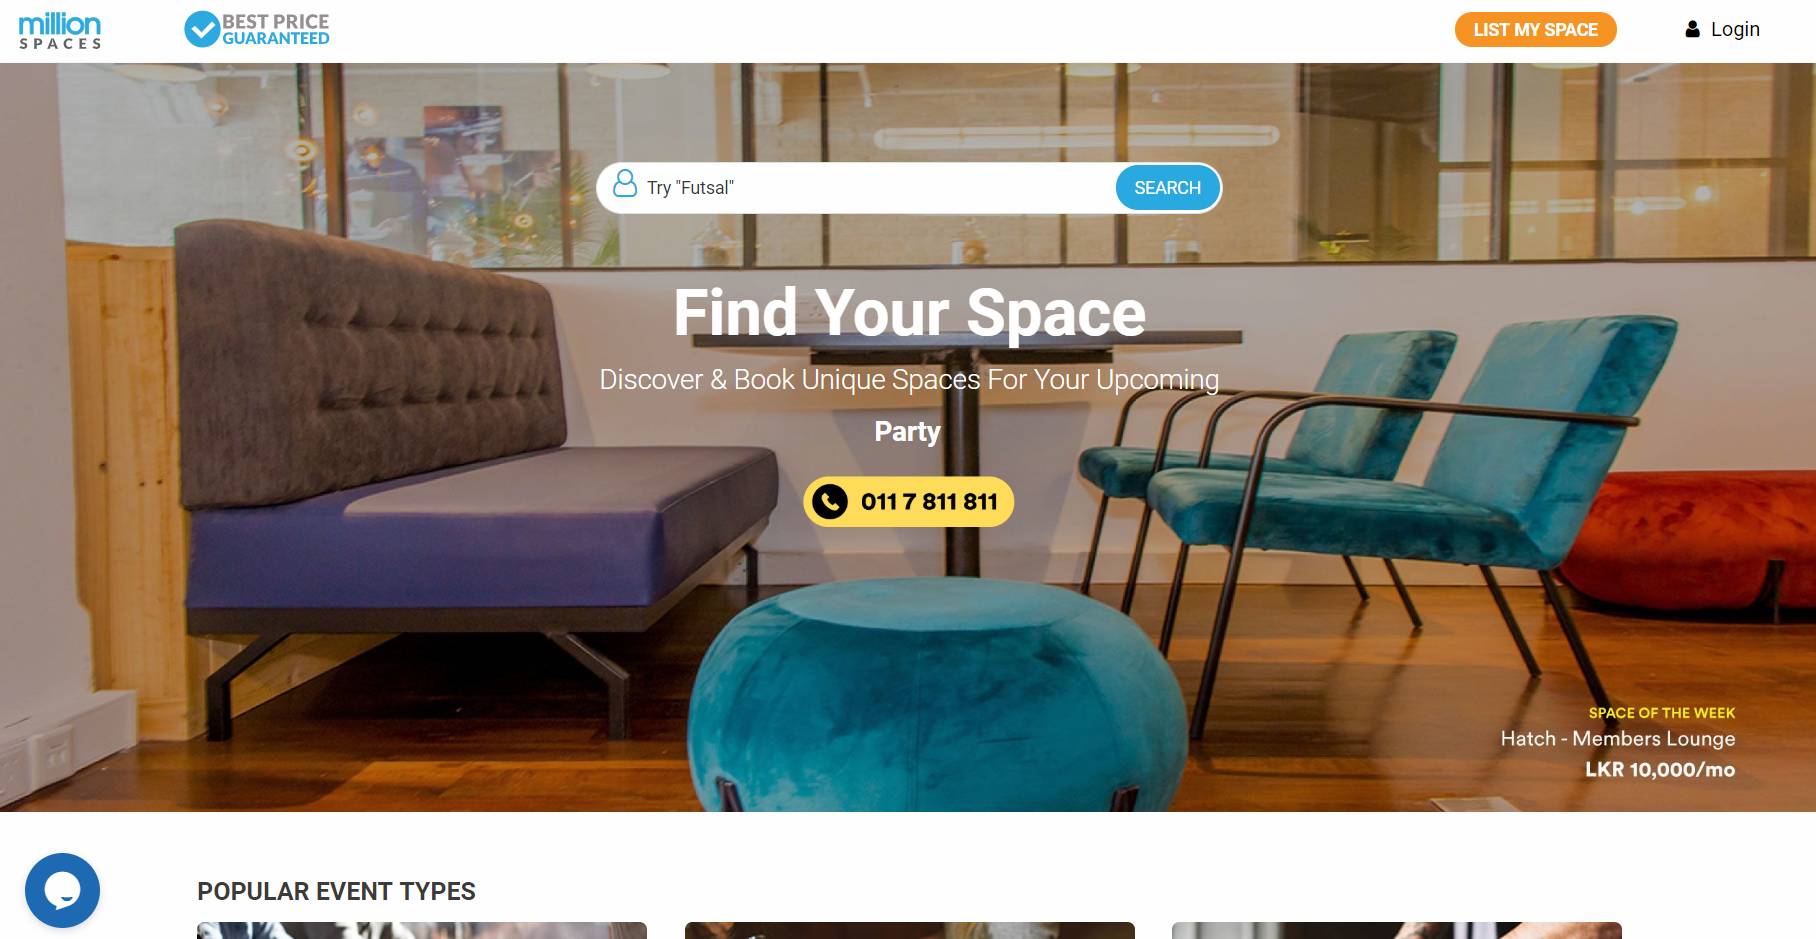 million
SPACES
BEST PRICE
GUARANTEED
LIST MY SPACE
Login
Try "Futsal"
SEARCH
Find Your Space
Discover & Book Unique Spaces For Your Upcoming
Party
011 7 811 811
SPACE OF THE WEEK
Hatch - Members Lounge
LKR 10,000/mo
POPULAR EVENT TYPES